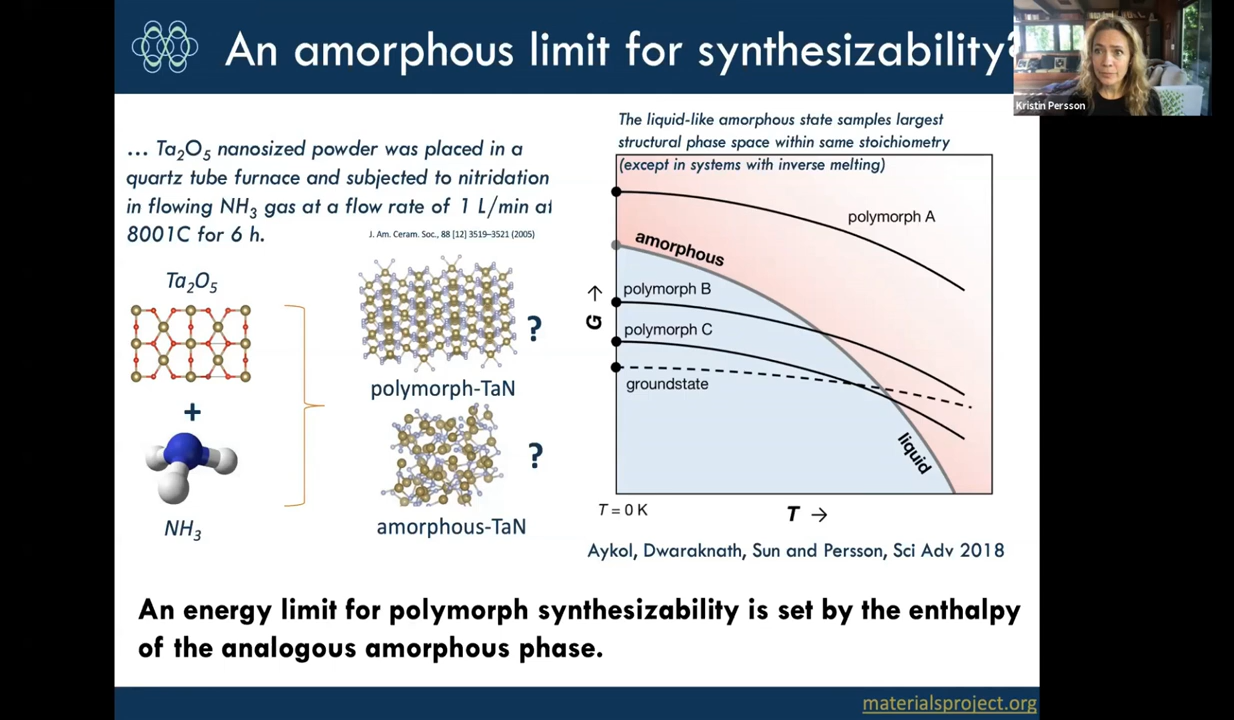 An amorphous limit for synthesizability?
Kristin Persson
… Ta2O5 nanosized powder was placed in a
quartz tube furnace and subjected to nitridation
in flowing NH3 gas at a flow rate of 1 L/min at
8001C for 6 h.
J. Am. Ceram. Soc., 88 [12] 3519–3521 (2005)
Ta2O5
+
NH3
?
polymorph-TaN
?
amorphous-TaN
The liquid-like amorphous state samples largest
structural phase space within same stoichiometry
(except in systems with inverse melting)
polymorph A
amorphous
polymorph B
polymorph C
groundstate
liquid
G →
T = 0 K
T →
Aykol, Dwaraknath, Sun and Persson, Sci Adv 2018
An energy limit for polymorph synthesizability is set by the enthalpy
of the analogous amorphous phase.
materialsproject.org